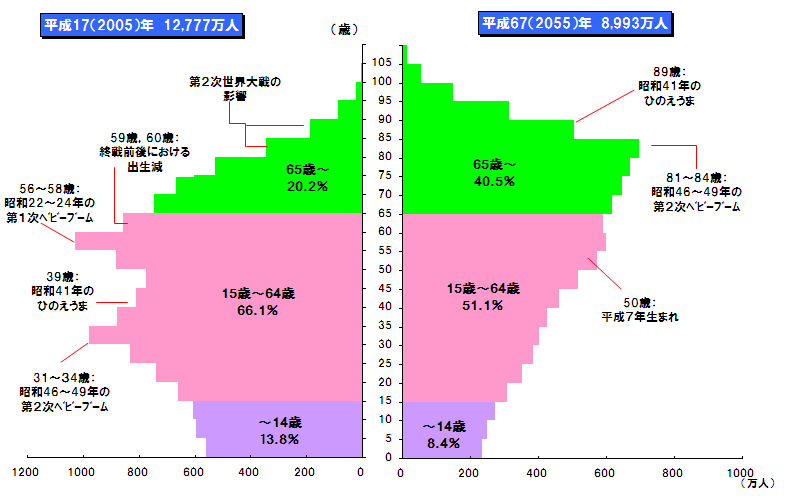 平成17(2005)年 12,777万人
平成67(2055)年 8,993万人
(歳)
第2次世界大戦の
影響
59歳, 60歳:
終戦前後における
出生減
56〜58歳:
昭和22〜24年の
第1次ベビーブーム
39歳:
昭和41年の
ひのえうま
31〜34歳:
昭和46〜49年の
第2次ベビーブーム
65歳〜
20.2%
15歳〜64歳
66.1%
〜14歳
13.8%
1200 1000 800 600 400 200 0
105
100
95
90
85
80
75
70
65
60
55
50
45
40
35
30
25
20
15
10
5
0
65歳〜
40.5%
15歳〜64歳
51.1%
〜14歳
8.4%
89歳:
昭和41年の
ひのえうま
81〜84歳:
昭和46〜49年の
第2次ベビーブーム
50歳:
平成7年生まれ
0 200 400 600 800 1000
(万人)